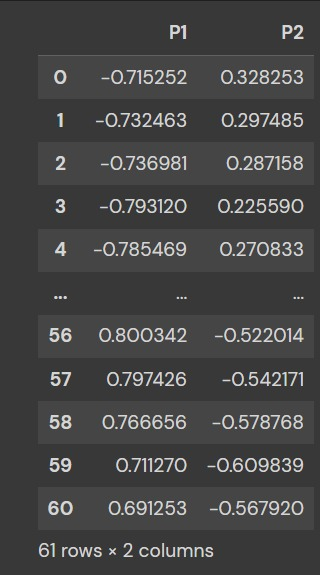 P1 P2
0 −0.715252 0.328253
1 −0.732463 0.297485
2 −0.736981 0.287158
3 −0.793120 0.225590
4 −0.785469 0.270833
... ... ...
56 0.800342 −0.522014
57 0.797426 −0.542171
58 0.766656 −0.578768
59 0.711270 −0.609839
60 0.691253 −0.567920
61 rows × 2 columns